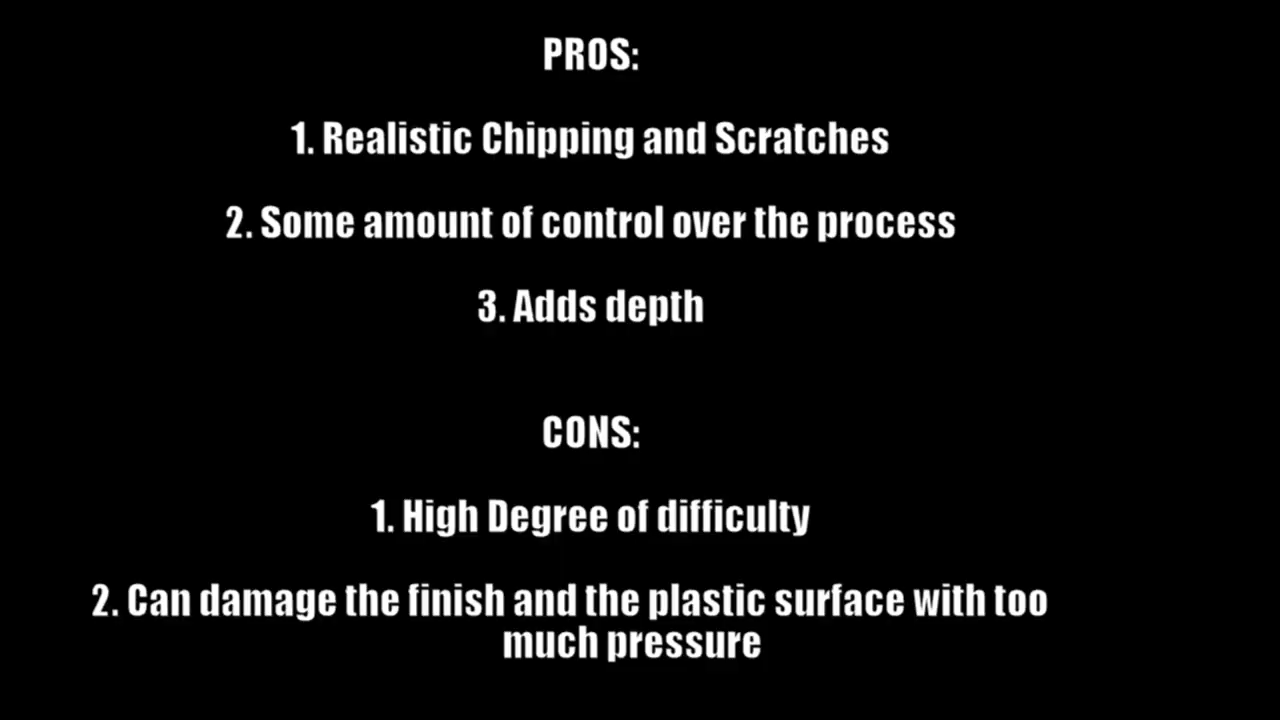 PROS:
1. Realistic Chipping and Scratches
2. Some amount of control over the process
3. Adds depth
CONS:
1. High Degree of difficulty
2. Can damage the finish and the plastic surface with too
much pressure